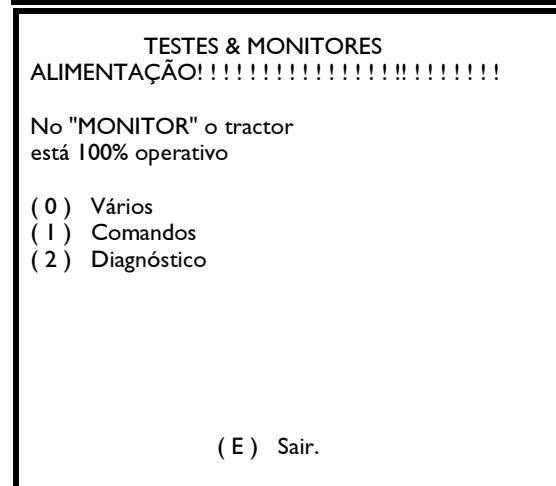 TESTES & MONITORES
ALIMENTAÇÃO! ! ! ! ! ! ! ! ! ! ! ! ! ! ! !! ! ! ! ! ! ! !
No "MONITOR" o tractor
está 100% operativo
( 0 ) Vários
( 1 ) Comandos
( 2 ) Diagnóstico
( E ) Sair.